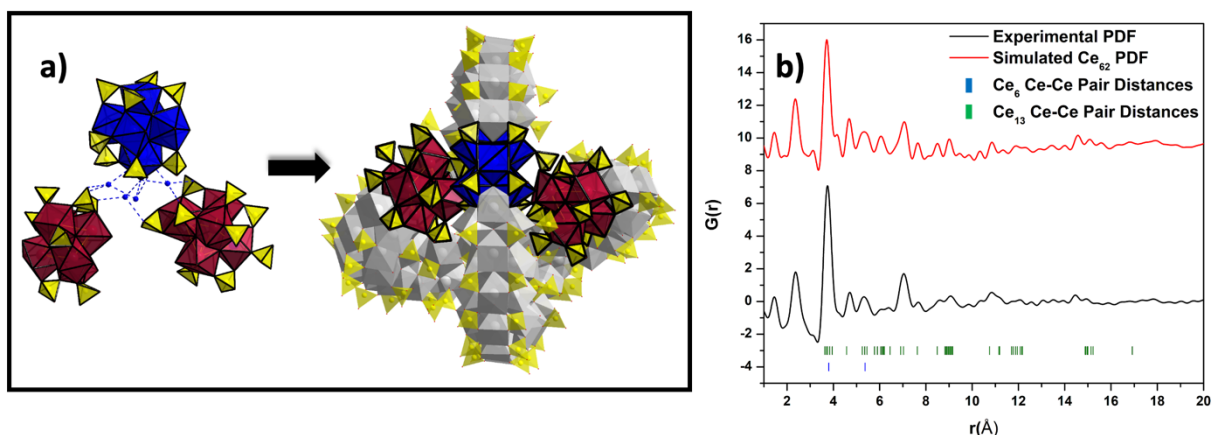 a)
b)
Experimental PDF
Simulated Ce₆₂ PDF
Ce₆ Ce-Ce Pair Distances
Ce₁₃ Ce-Ce Pair Distances
G(r)
16
14
12
10
8
6
4
2
0
-2
-4
2 4 6 8 10 12 14 16 18 20
r(Å)